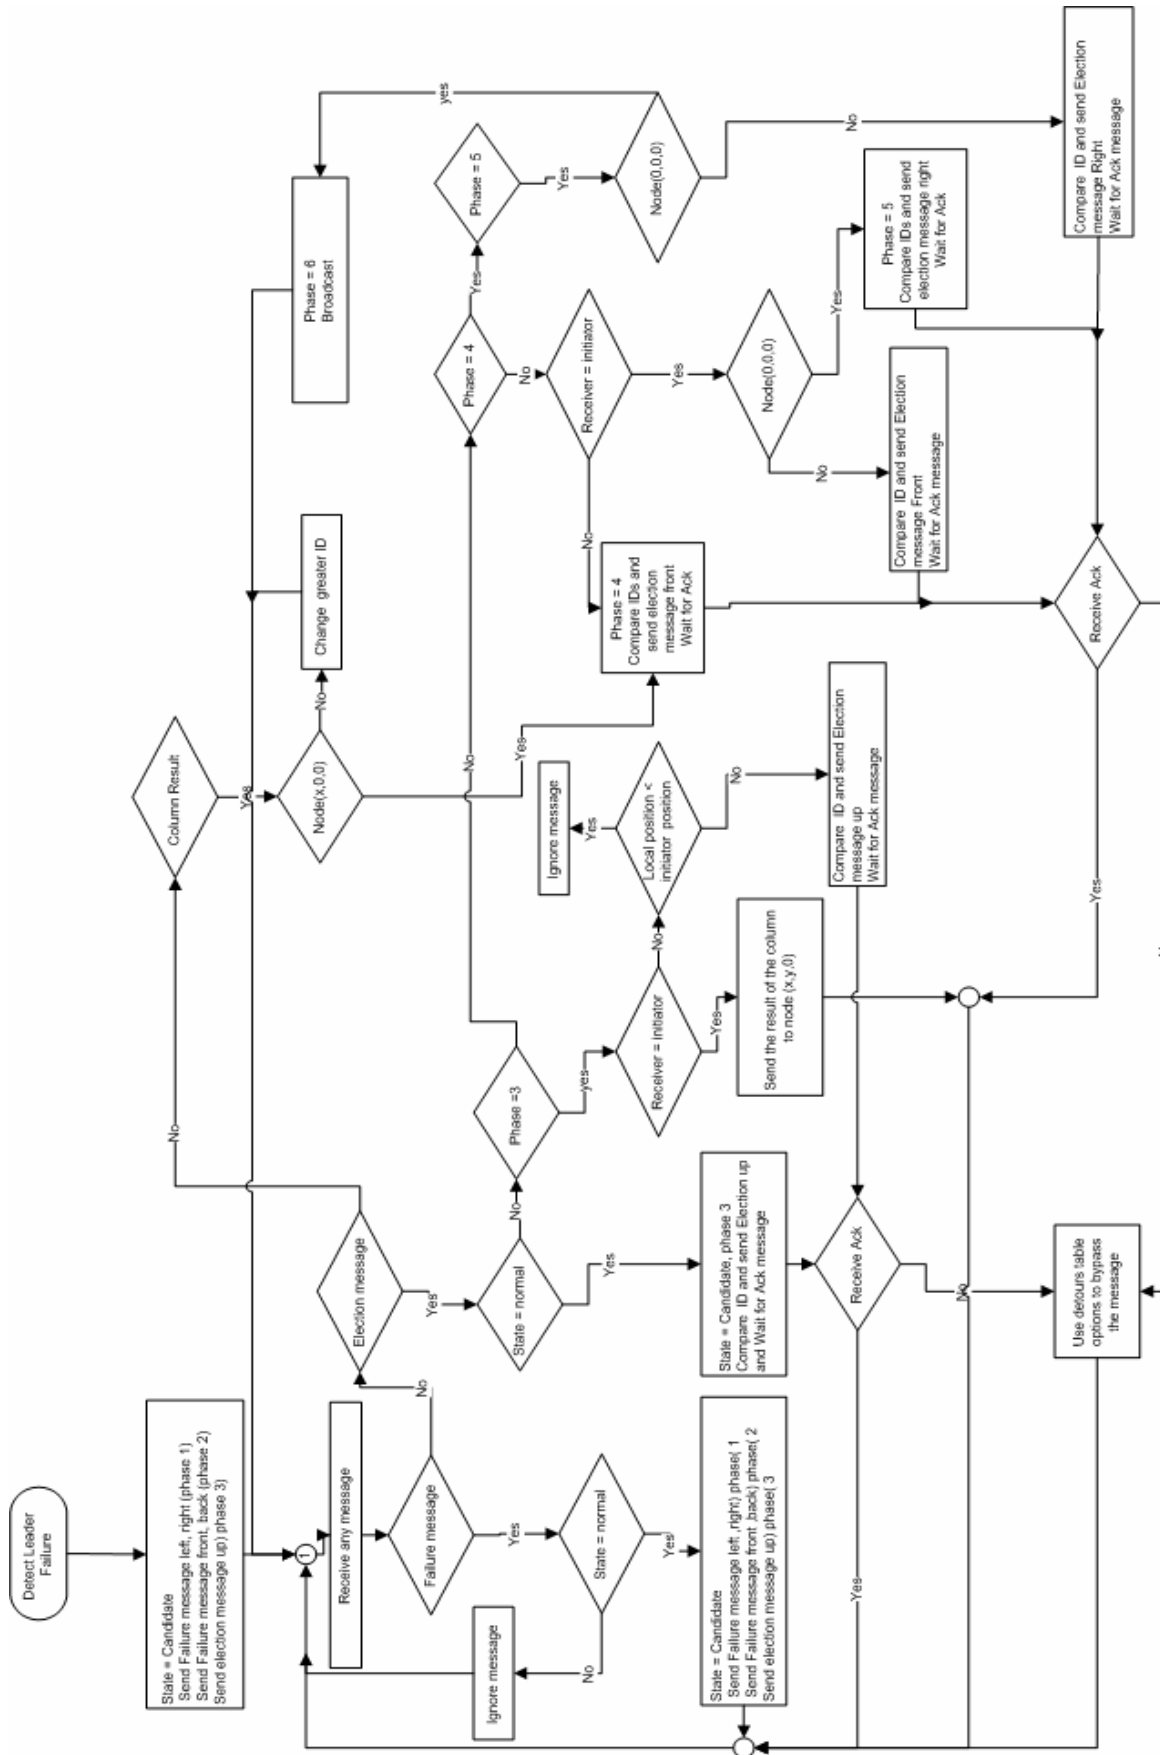 Detect Leader
Failure
State = Candidate
Send Failure message left, right (phase 1)
Send Failure message front, back (phase 2)
Send election message up) phase 3)
1
Receive any message
Failure message
No
Yes
State = normal
No
Ignore message
Yes
State = Candidate
Send Failure message left ,right) phase( 1
Send Failure message front ,back) phase( 2
Send election message up) phase( 3
Election message
No
Yes
State = normal
No
Yes
State = Candidate, phase 3
Compare ID and send Election up
and Wait for Ack message
Receive Ack
Yes
No
Use detours table
options to bypass
the message
Phase =3
No
yes
Receiver = initiator
No
Yes
Send the result of the column
to node (x,y,0)
Local position <
initiator position
Yes
Ignore message
No
Compare ID and send Election
message up
Wait for Ack message
Column Result
Yes
Node(x,0,0)
No
Change greater ID
Yes
Phase = 4
Compare IDs and
send election
message front
Wait for Ack
Phase = 4
Yes
No
Receiver = initiator
No
Yes
Node(0,0,0)
No
Yes
Compare ID and send Election
message Front
Wait for Ack message
Phase = 5
Compare IDs and send
election message right
Wait for Ack
Phase = 5
Yes
Node(0,0,0)
yes
No
Phase = 6
Broadcast
Compare ID and send Election
message Right
Wait for Ack message
Receive Ack
Yes